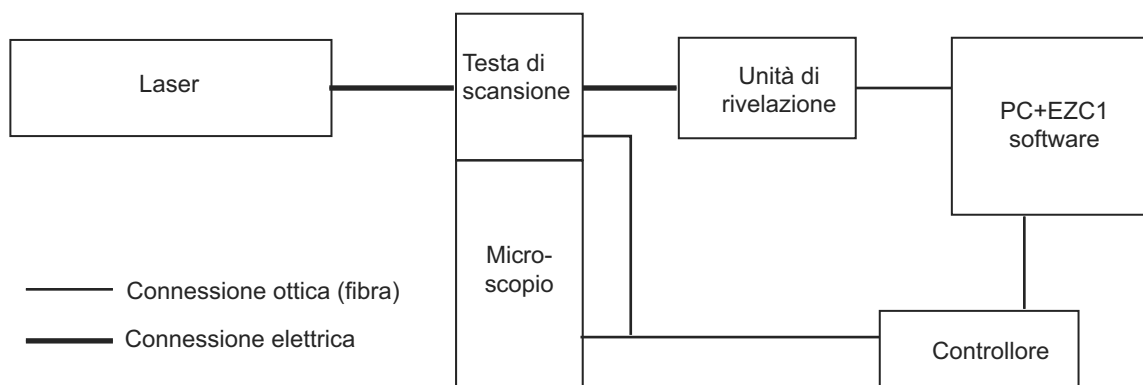 Laser
Testa di
scansione
Unità di
rivelazione
PC+EZC1
software
Micro-
scopio
Connessione ottica (fibra)
Connessione elettrica
Controllore